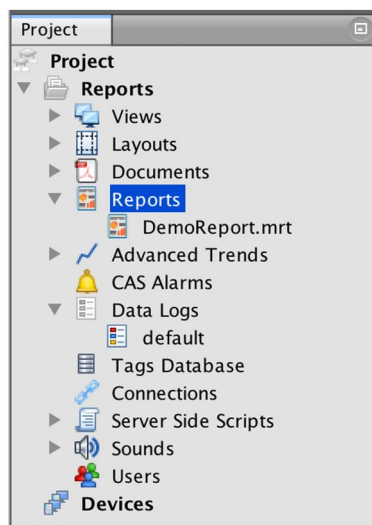 Project
Project
Reports
Views
Layouts
Documents
Reports
DemoReport.mrt
Advanced Trends
CAS Alarms
Data Logs
default
Tags Database
Connections
Server Side Scripts
Sounds
Users
Devices